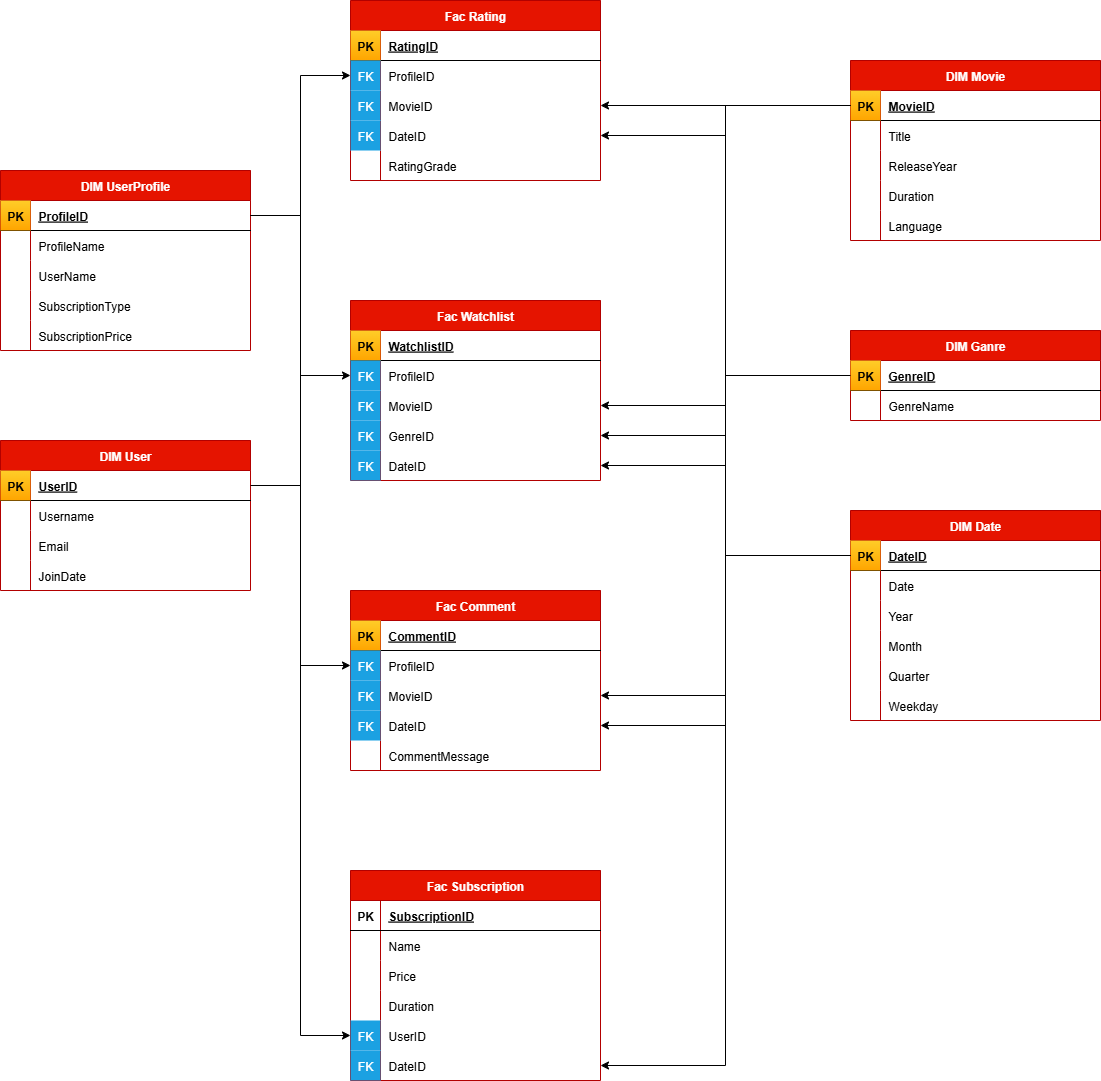 Fac Rating
PK RatingID
FK ProfileID
FK MovieID
FK DateID
RatingGrade
DIM Movie
PK MovieID
Title
ReleaseYear
Duration
Language
DIM UserProfile
PK ProfileID
ProfileName
UserName
SubscriptionType
SubscriptionPrice
Fac Watchlist
PK WatchlistID
FK ProfileID
FK MovieID
FK GenreID
FK DateID
DIM Ganre
PK GenreID
GenreName
DIM User
PK UserID
Username
Email
JoinDate
DIM Date
PK DateID
Date
Year
Month
Quarter
Weekday
Fac Comment
PK CommentID
FK ProfileID
FK MovieID
FK DateID
CommentMessage
Fac Subscription
PK SubscriptionID
Name
Price
Duration
FK UserID
FK DateID